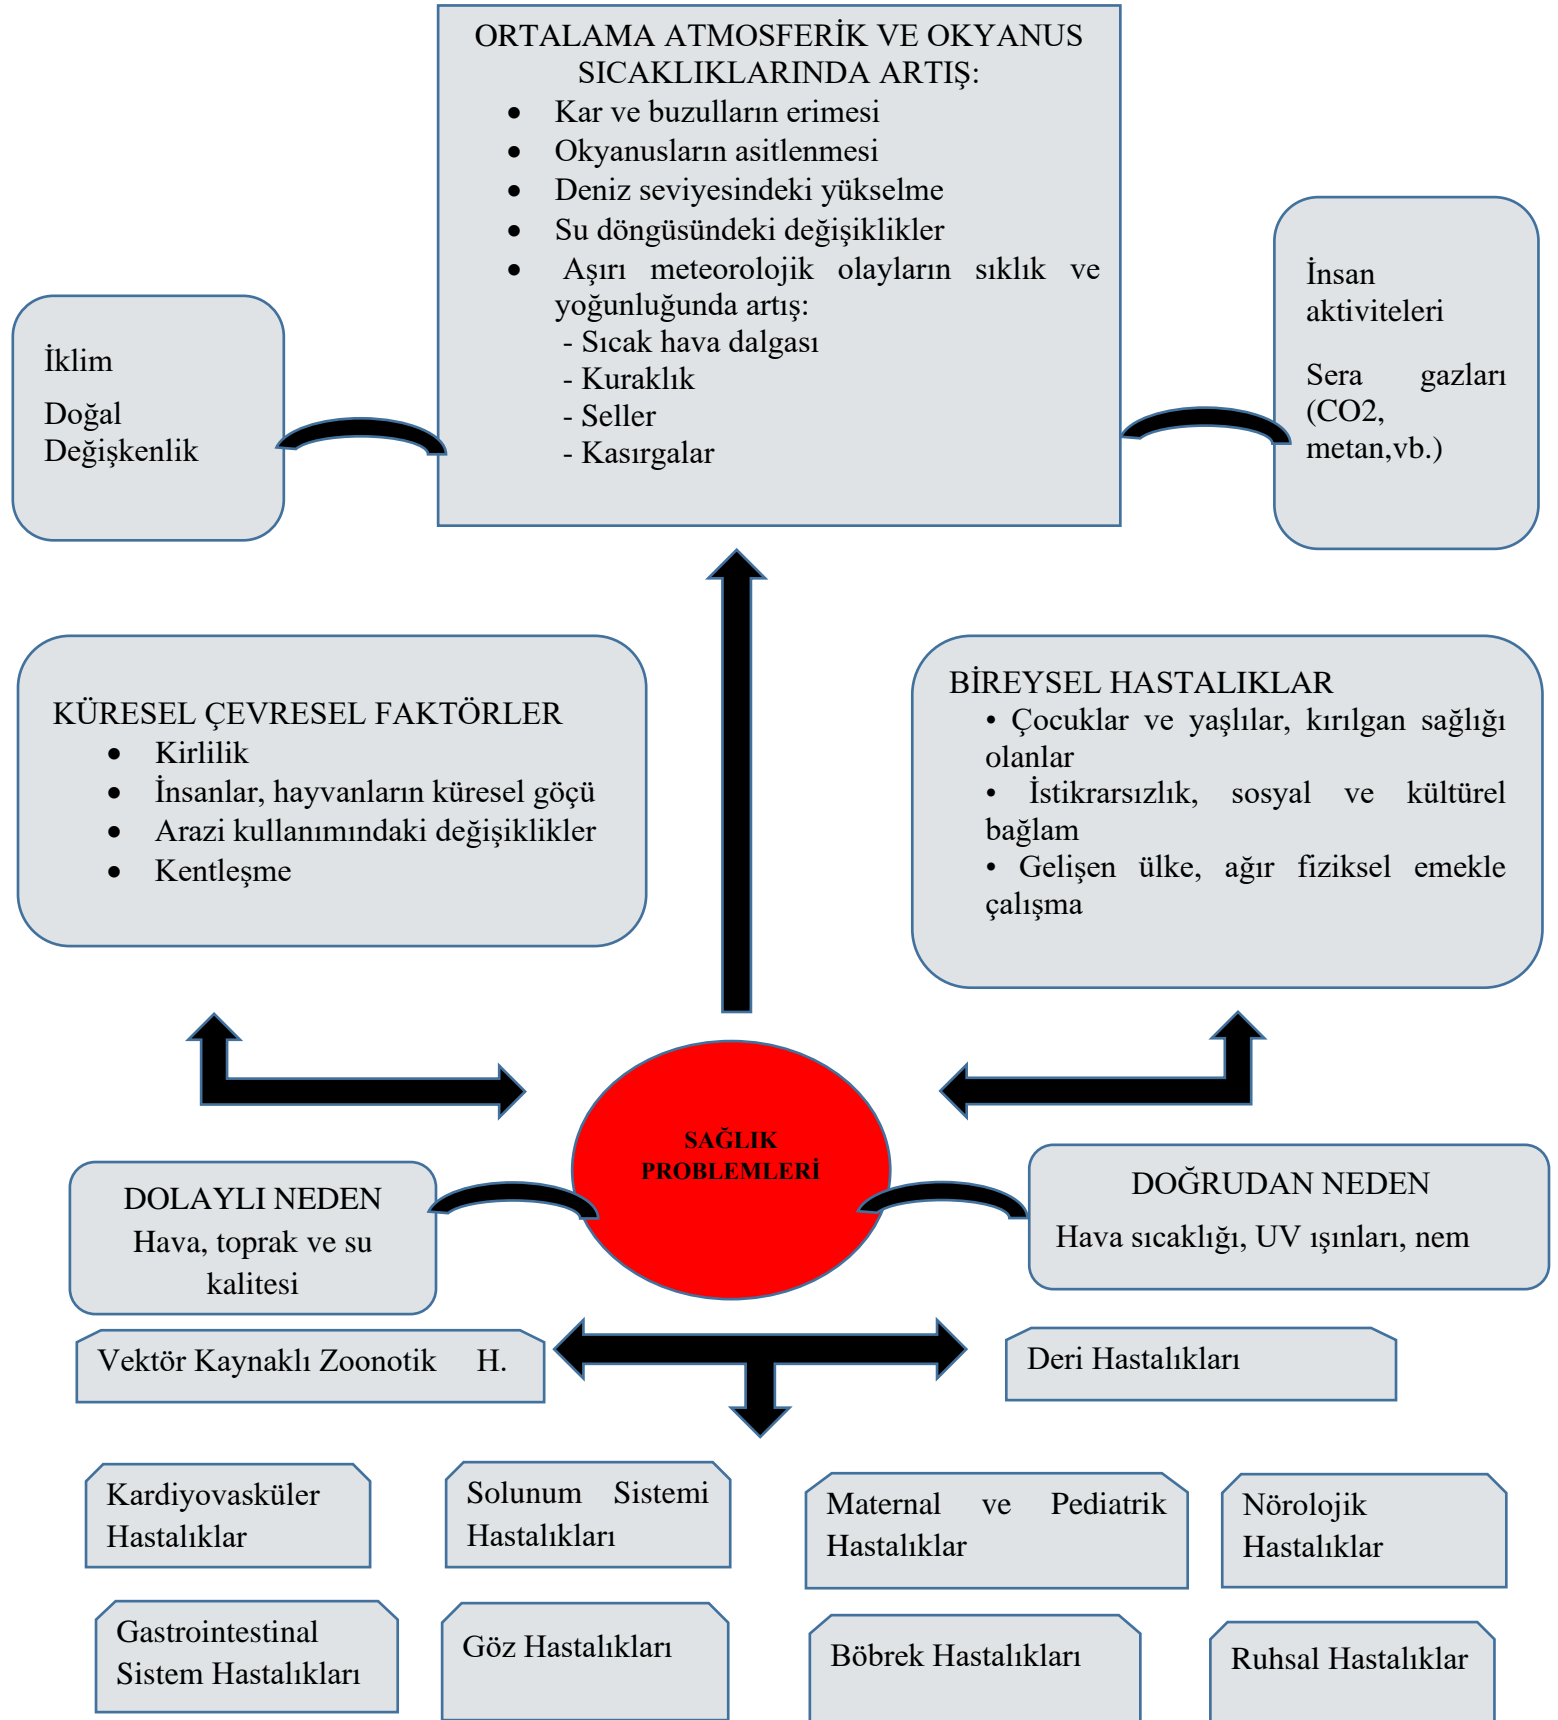 ORTALAMA ATMOSFERİK VE OKYANUS
SICAKLIKLARINDA ARTIŞ:
• Kar ve buzulların erimesi
• Okyanusların asitlenmesi
• Deniz seviyesindeki yükselme
• Su döngüsündeki değişiklikler
• Aşırı meteorolojik olayların sıklık ve
yoğunluğunda artış:
- Sıcak hava dalgası
- Kuraklık
- Seller
- Kasırgalar
İklim
Doğal
Değişkenlik
İnsan
aktiviteleri
Sera gazları
(CO2,
metan,vb.)
KÜRESEL ÇEVRESEL FAKTÖRLER
• Kirlilik
• İnsanlar, hayvanların küresel göçü
• Arazi kullanımındaki değişiklikler
• Kentleşme
BİREYSEL HASTALIKLAR
• Çocuklar ve yaşlılar, kırılgan sağlığı
olanlar
• İstikrarsızlık, sosyal ve kültürel
bağlam
• Gelişen ülke, ağır fiziksel emekle
çalışma
SAĞLIK
PROBLEMLERİ
DOLAYLI NEDEN
Hava, toprak ve su
kalitesi
DOĞRUDAN NEDEN
Hava sıcaklığı, UV ışınları, nem
Vektör Kaynaklı Zoonotik H.
Deri Hastalıkları
Kardiyovasküler
Hastalıklar
Solunum Sistemi
Hastalıkları
Maternal ve Pediatrik
Hastalıklar
Nörolojik
Hastalıklar
Gastrointestinal
Sistem Hastalıkları
Göz Hastalıkları
Böbrek Hastalıkları
Ruhsal Hastalıklar